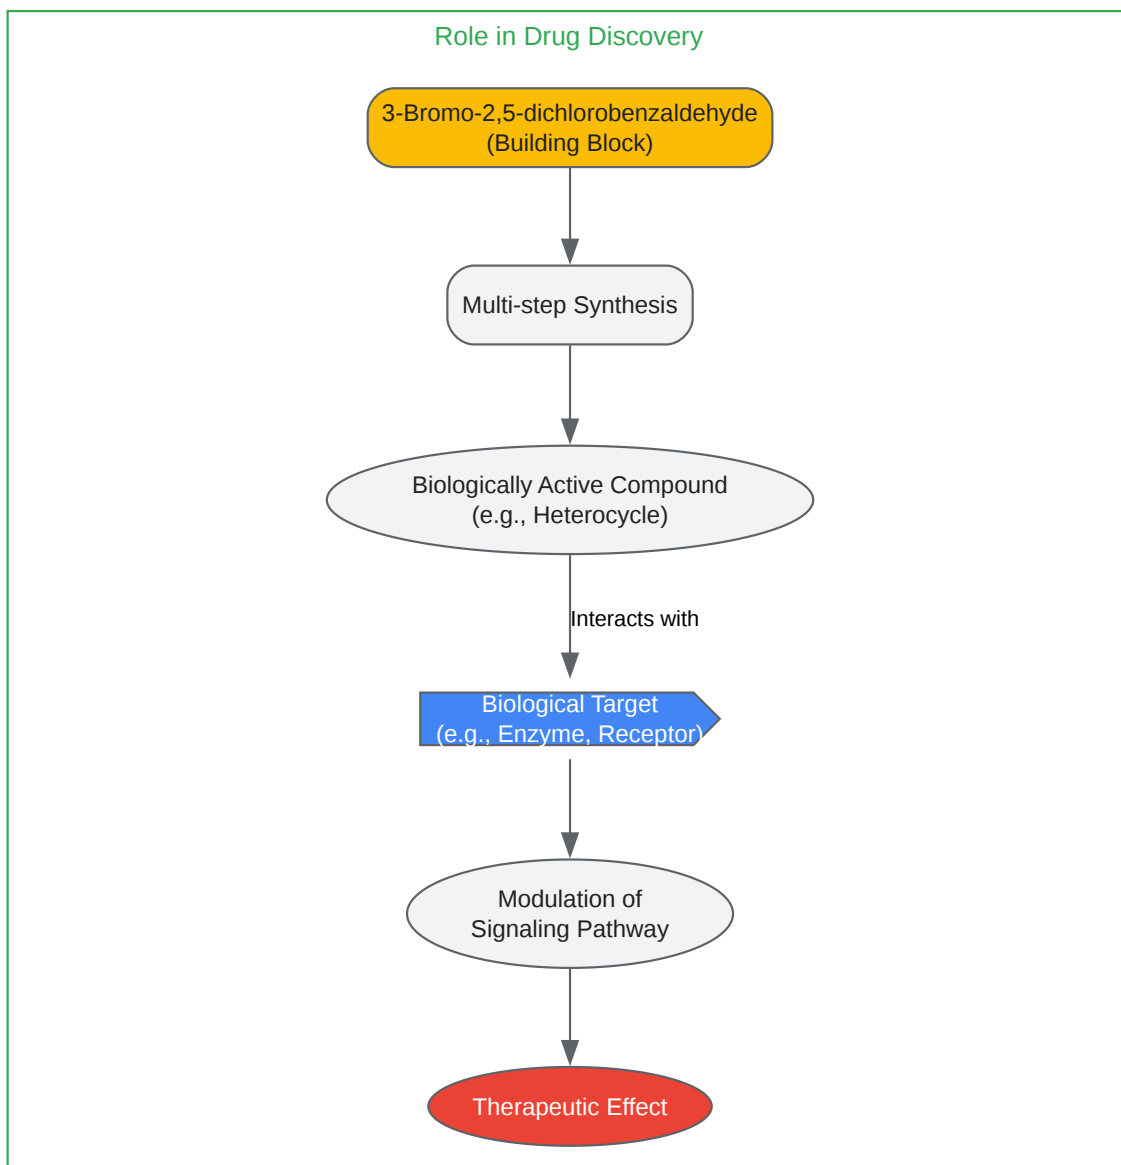 Role in Drug Discovery
3-Bromo-2,5-dichlorobenzaldehyde
(Building Block)
Multi-step Synthesis
Biologically Active Compound
(e.g., Heterocycle)
Interacts with
Biological Target
(e.g., Enzyme, Receptor)
Modulation of
Signaling Pathway
Therapeutic Effect